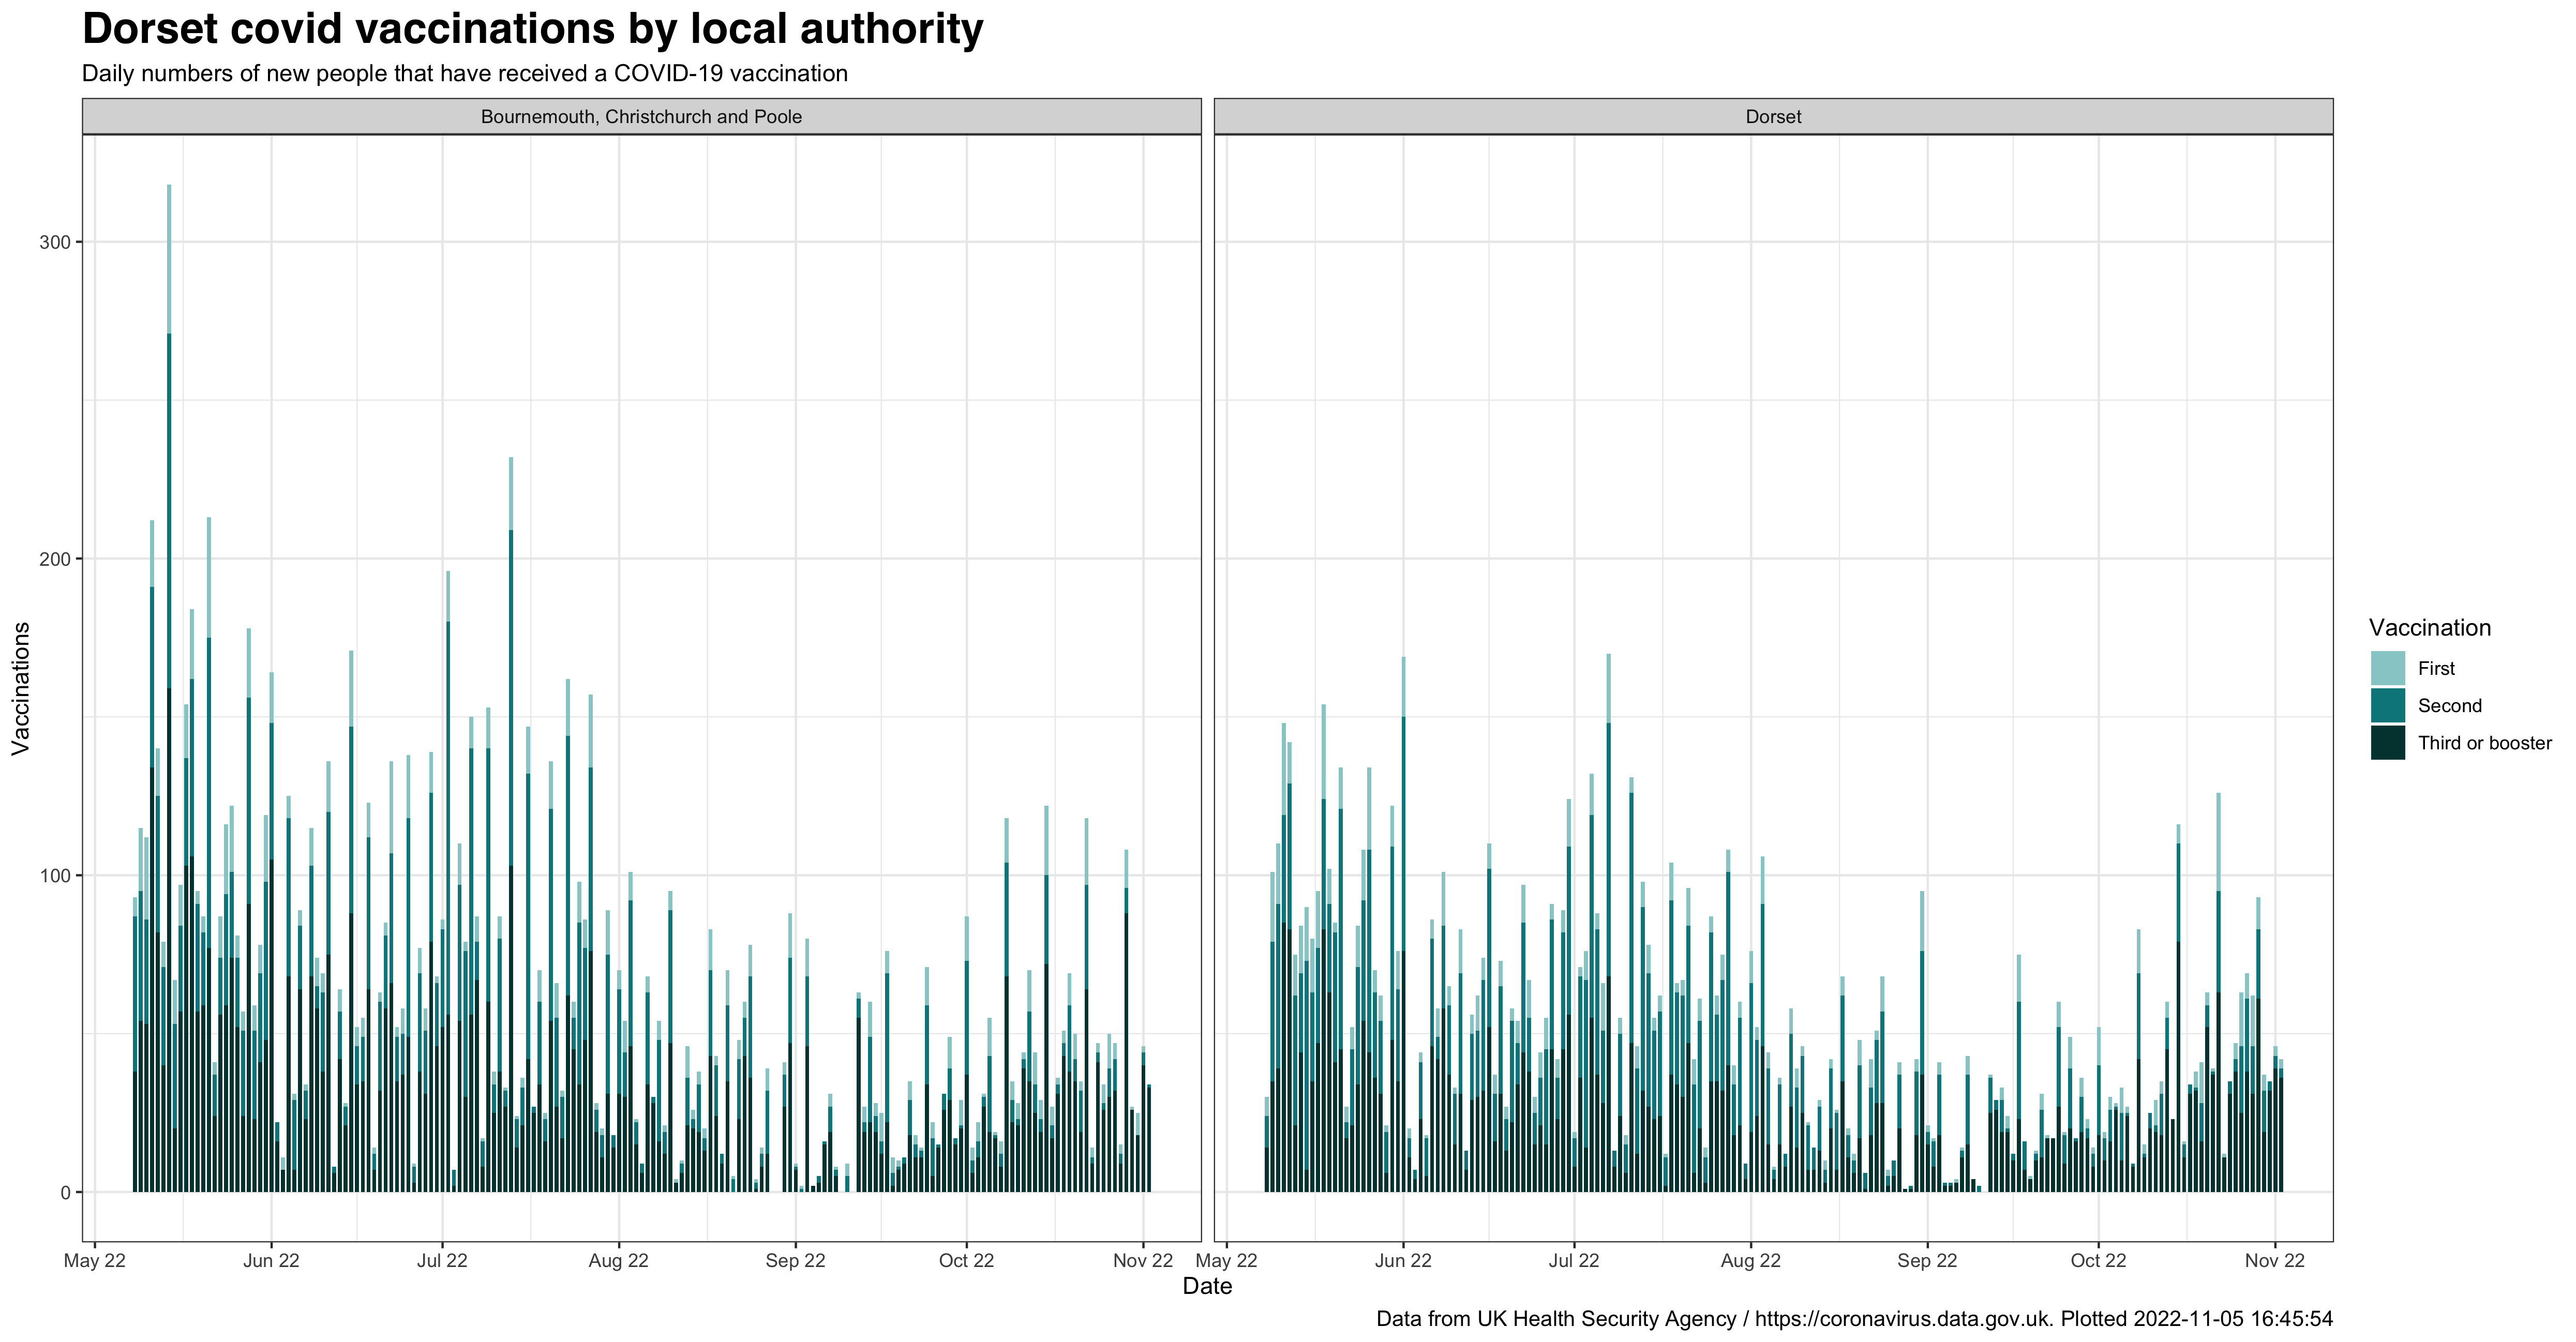 Dorset covid vaccinations by local authority
Daily numbers of new people that have received a COVID-19 vaccination
Bournemouth, Christchurch and Poole
Dorset
Vaccinations
300
200
100
0
May 22 Jun 22 Jul 22 Aug 22 Sep 22 Oct 22 Nov 22
May 22 Jun 22 Jul 22 Aug 22 Sep 22 Oct 22 Nov 22
Date
Vaccination
First
Second
Third or booster
Data from UK Health Security Agency / https://coronavirus.data.gov.uk. Plotted 2022-11-05 16:45:54